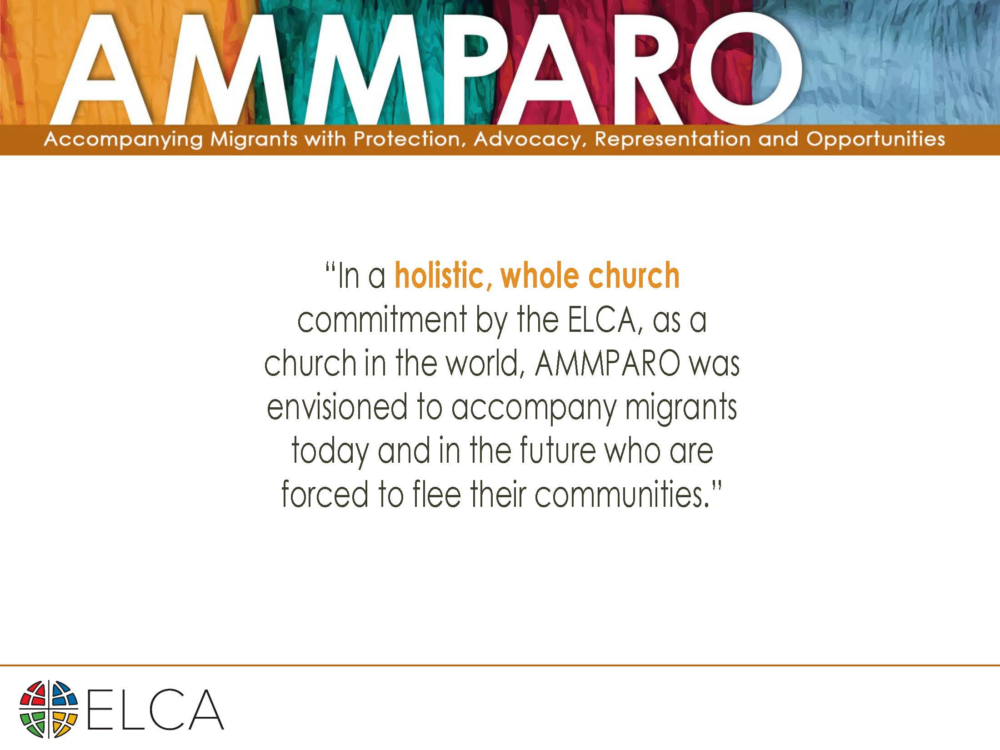 AMMPARO
Accompanying Migrants with Protection, Advocacy, Representation and Opportunities
“In a holistic, whole church
commitment by the ELCA, as a
church in the world, AMMPARO was
envisioned to accompany migrants
today and in the future who are
forced to flee their communities.”
ELCA